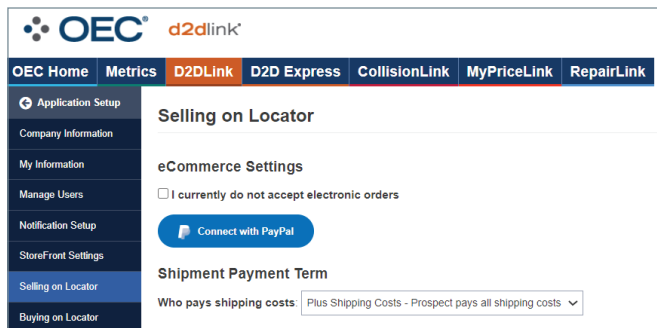 OEC® d2dlink
OEC Home Metrics D2DLink D2D Express CollisionLink MyPriceLink RepairLink
Application Setup
Company Information
My Information
Manage Users
Notification Setup
StoreFront Settings
Selling on Locator
Buying on Locator
Selling on Locator
eCommerce Settings
I currently do not accept electronic orders
Connect with PayPal
Shipment Payment Term
Who pays shipping costs: Plus Shipping Costs - Prospect pays all shipping costs